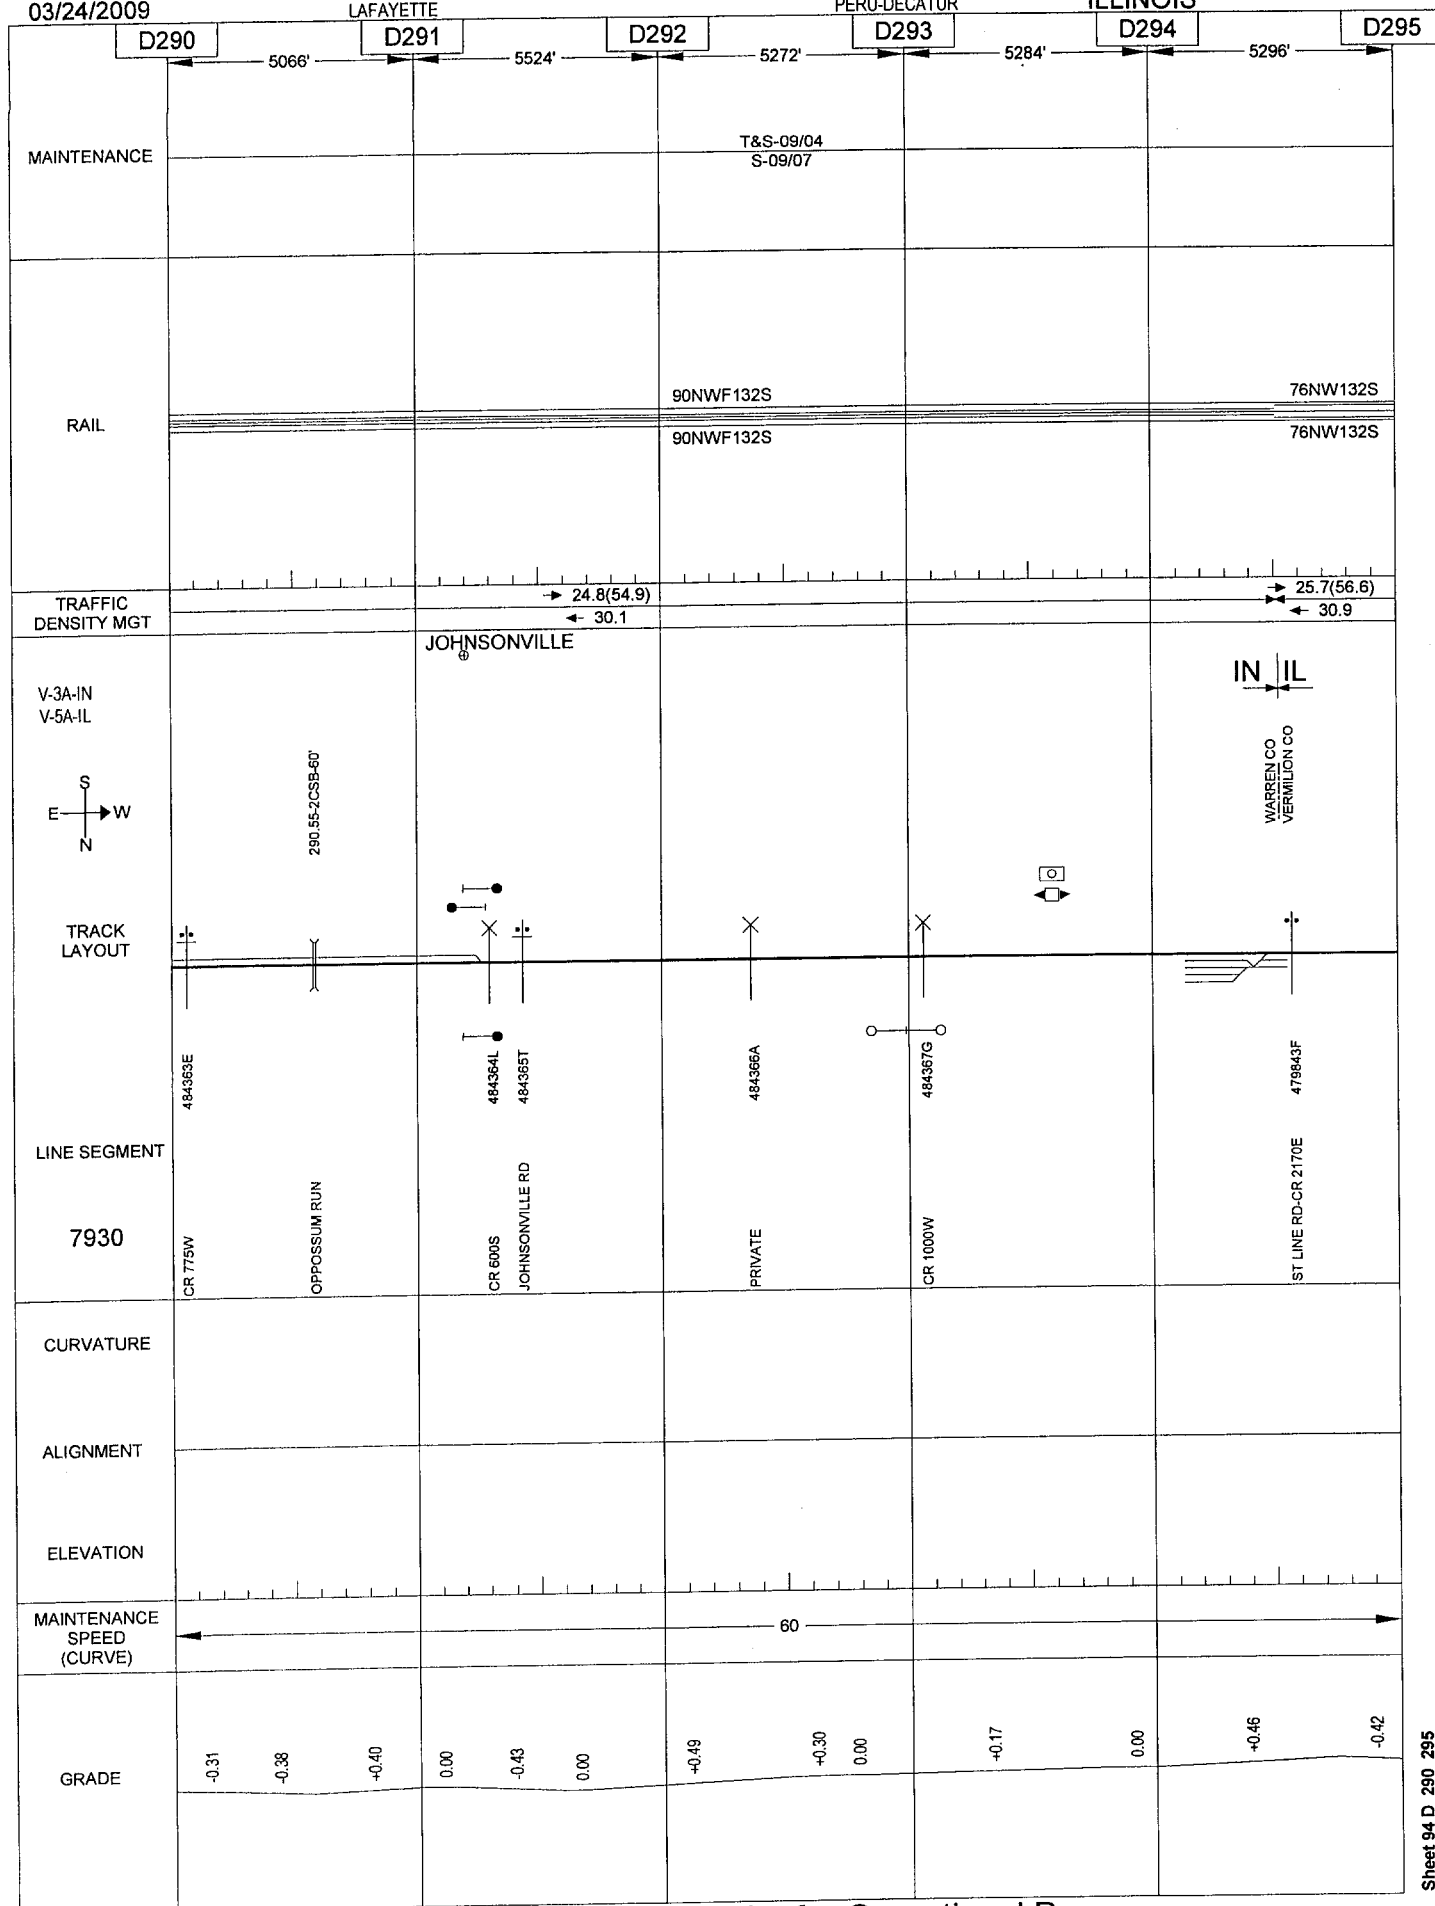 03/24/2009
LAFAYETTE
PERU-DECATUR
ILLINOIS
D290
D291
D292
D293
D294
D295
5066'
5524'
5272'
5284'
5296'
MAINTENANCE
T&S-09/04
S-09/07
RAIL
90NWF132S
76NW132S
90NWF132S
76NW132S
TRAFFIC
DENSITY MGT
24.8(54.9)
30.1
25.7(56.6)
30.9
JOHNSONVILLE
V-3A-IN
V-5A-IL
IN IL
WARREN CO
VERMILION CO
S
E W
N
290.55-2CSB-60'
TRACK
LAYOUT
484363E
484364L
484365T
484366A
484367G
479843F
LINE SEGMENT
7930
CR 775W
OPPOSSUM RUN
CR 600S
JOHNSONVILLE RD
PRIVATE
CR 1000W
ST LINE RD-CR 2170E
CURVATURE
ALIGNMENT
ELEVATION
MAINTENANCE
SPEED
(CURVE)
60
GRADE
-0.31
-0.38
+0.40
0.00
-0.43
0.00
+0.49
+0.30
0.00
+0.17
0.00
+0.46
-0.42
Sheet 94 D 290 295